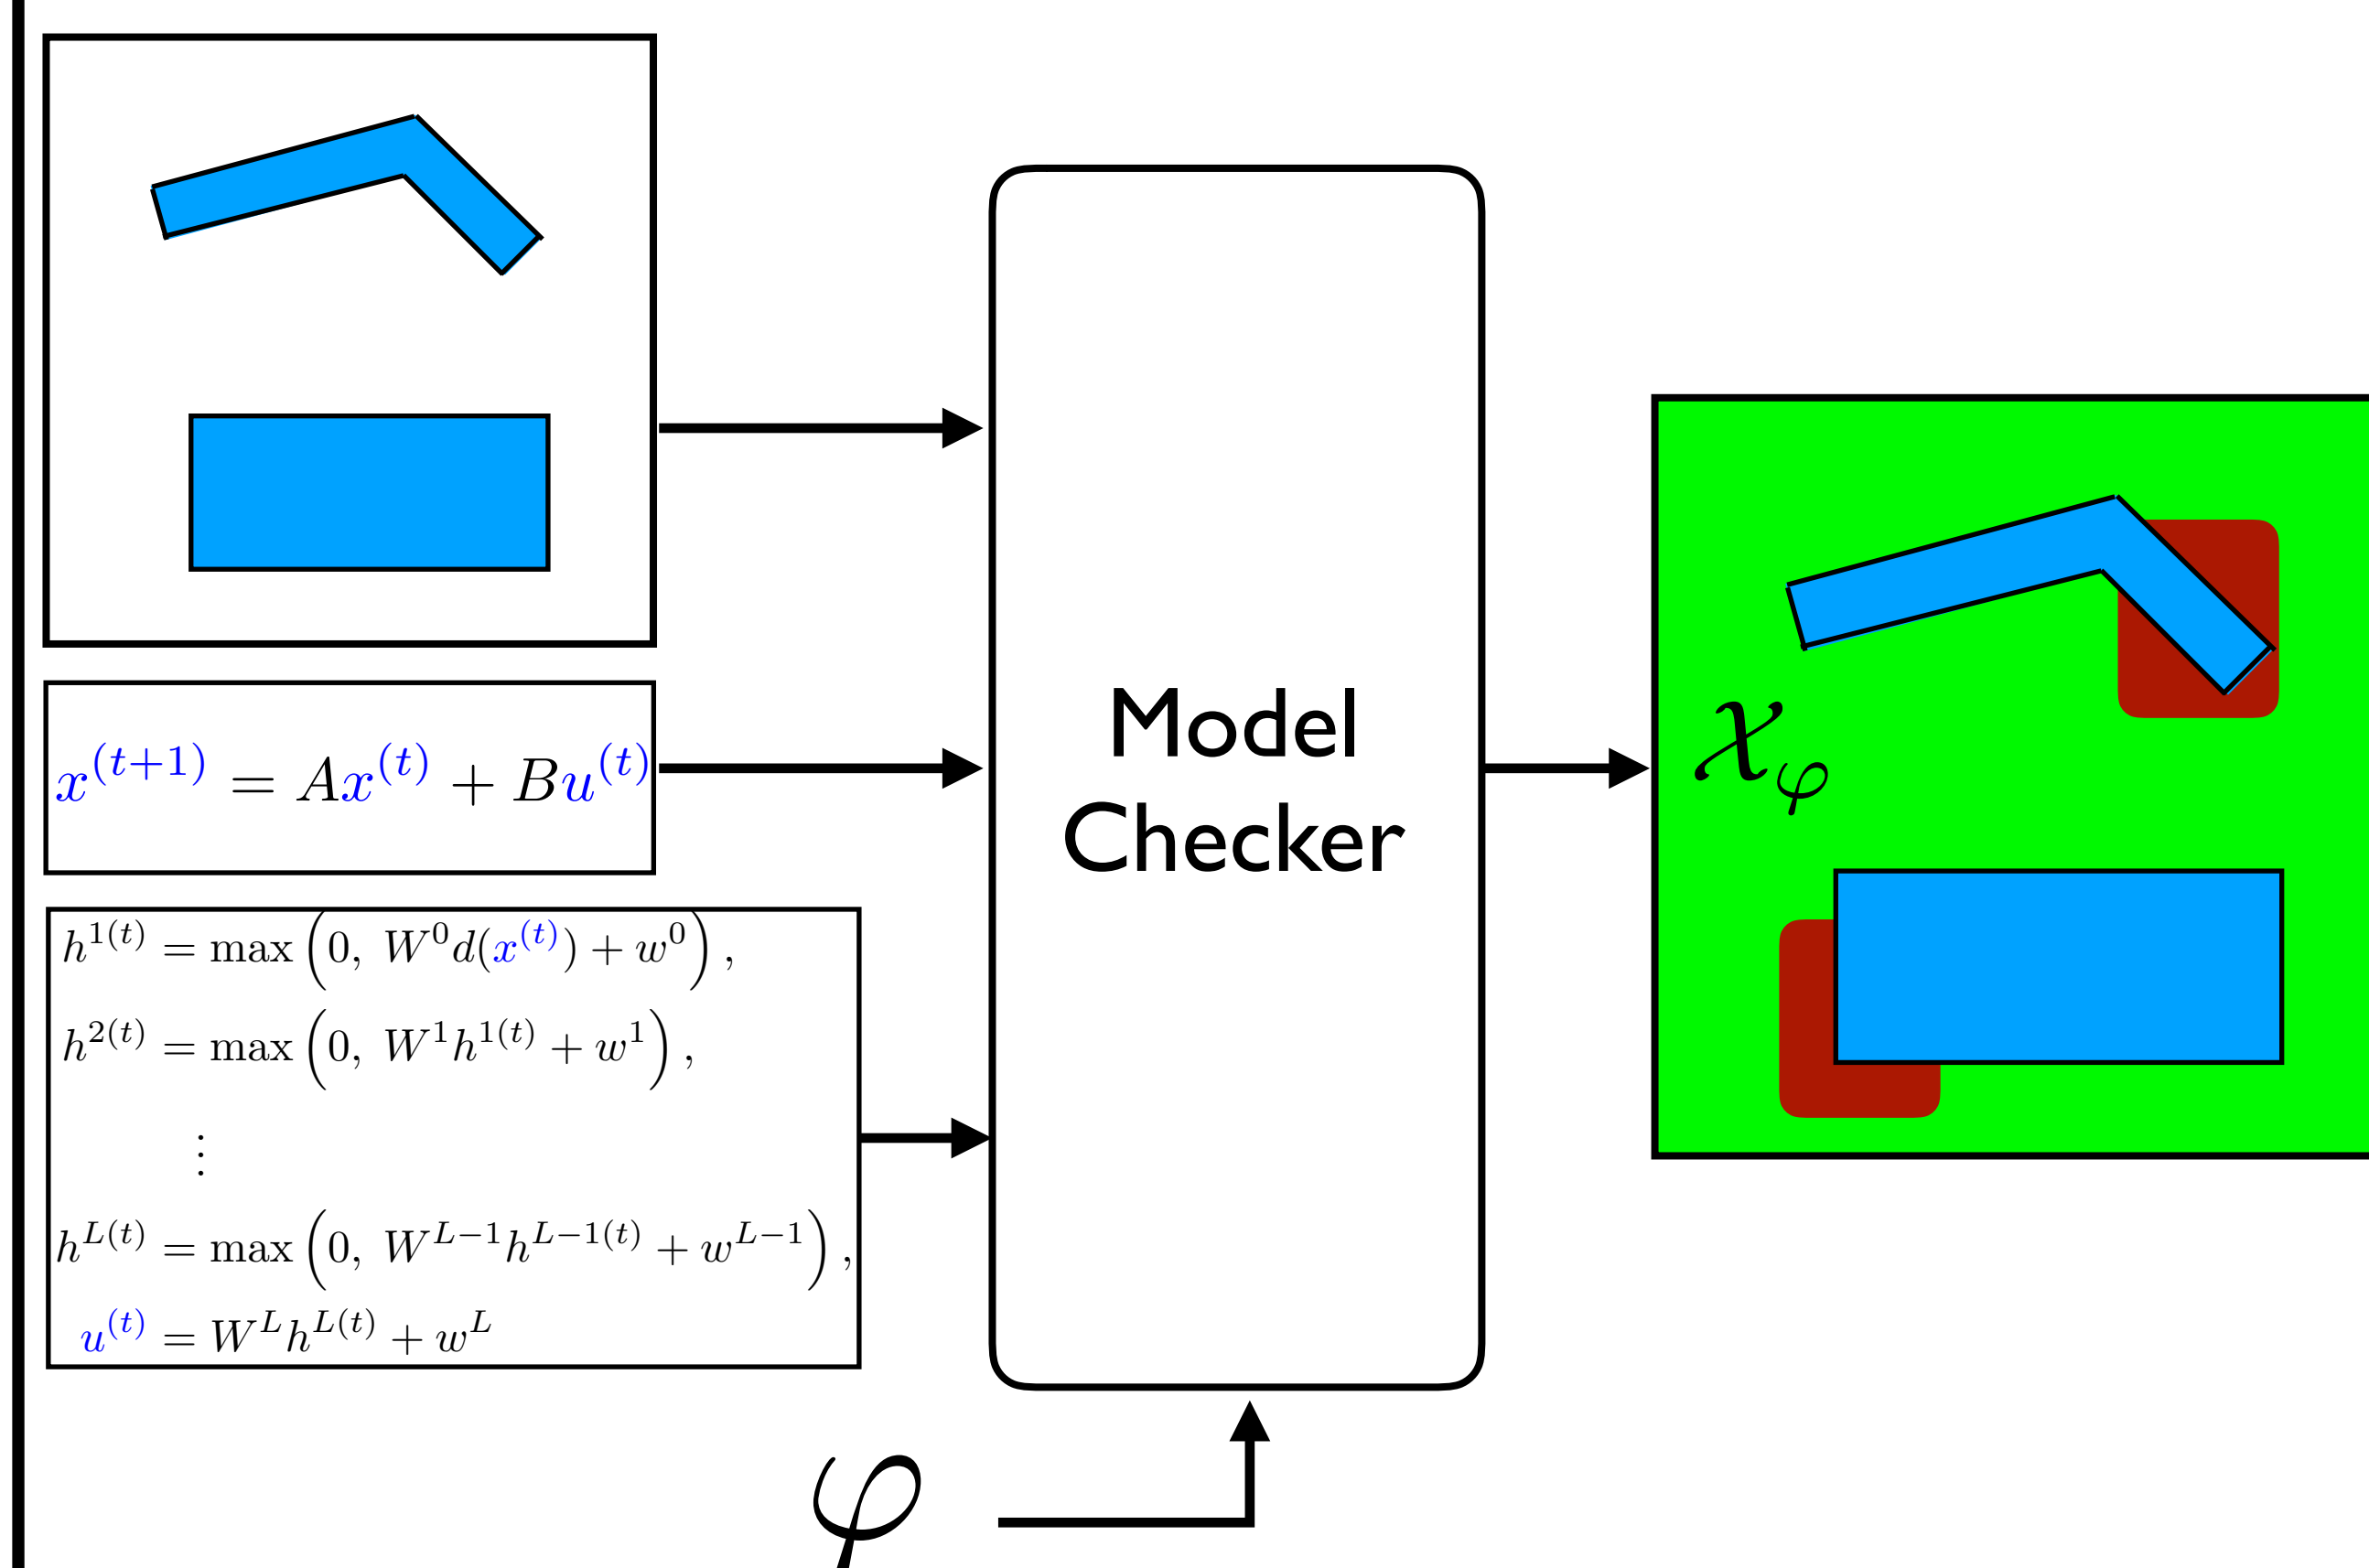 x^{(t+1)} = Ax^{(t)} + Bu^{(t)}
h^{1(t)} = max(0, W^0 d(x^{(t)}) + w^0),
h^{2(t)} = max(0, W^1 h^{1(t)} + w^1),
⋮
h^{L(t)} = max(0, W^{L−1} h^{L−1(t)} + w^{L−1}),
u^{(t)} = W^L h^{L(t)} + w^L
φ
Model
Checker
x_φ